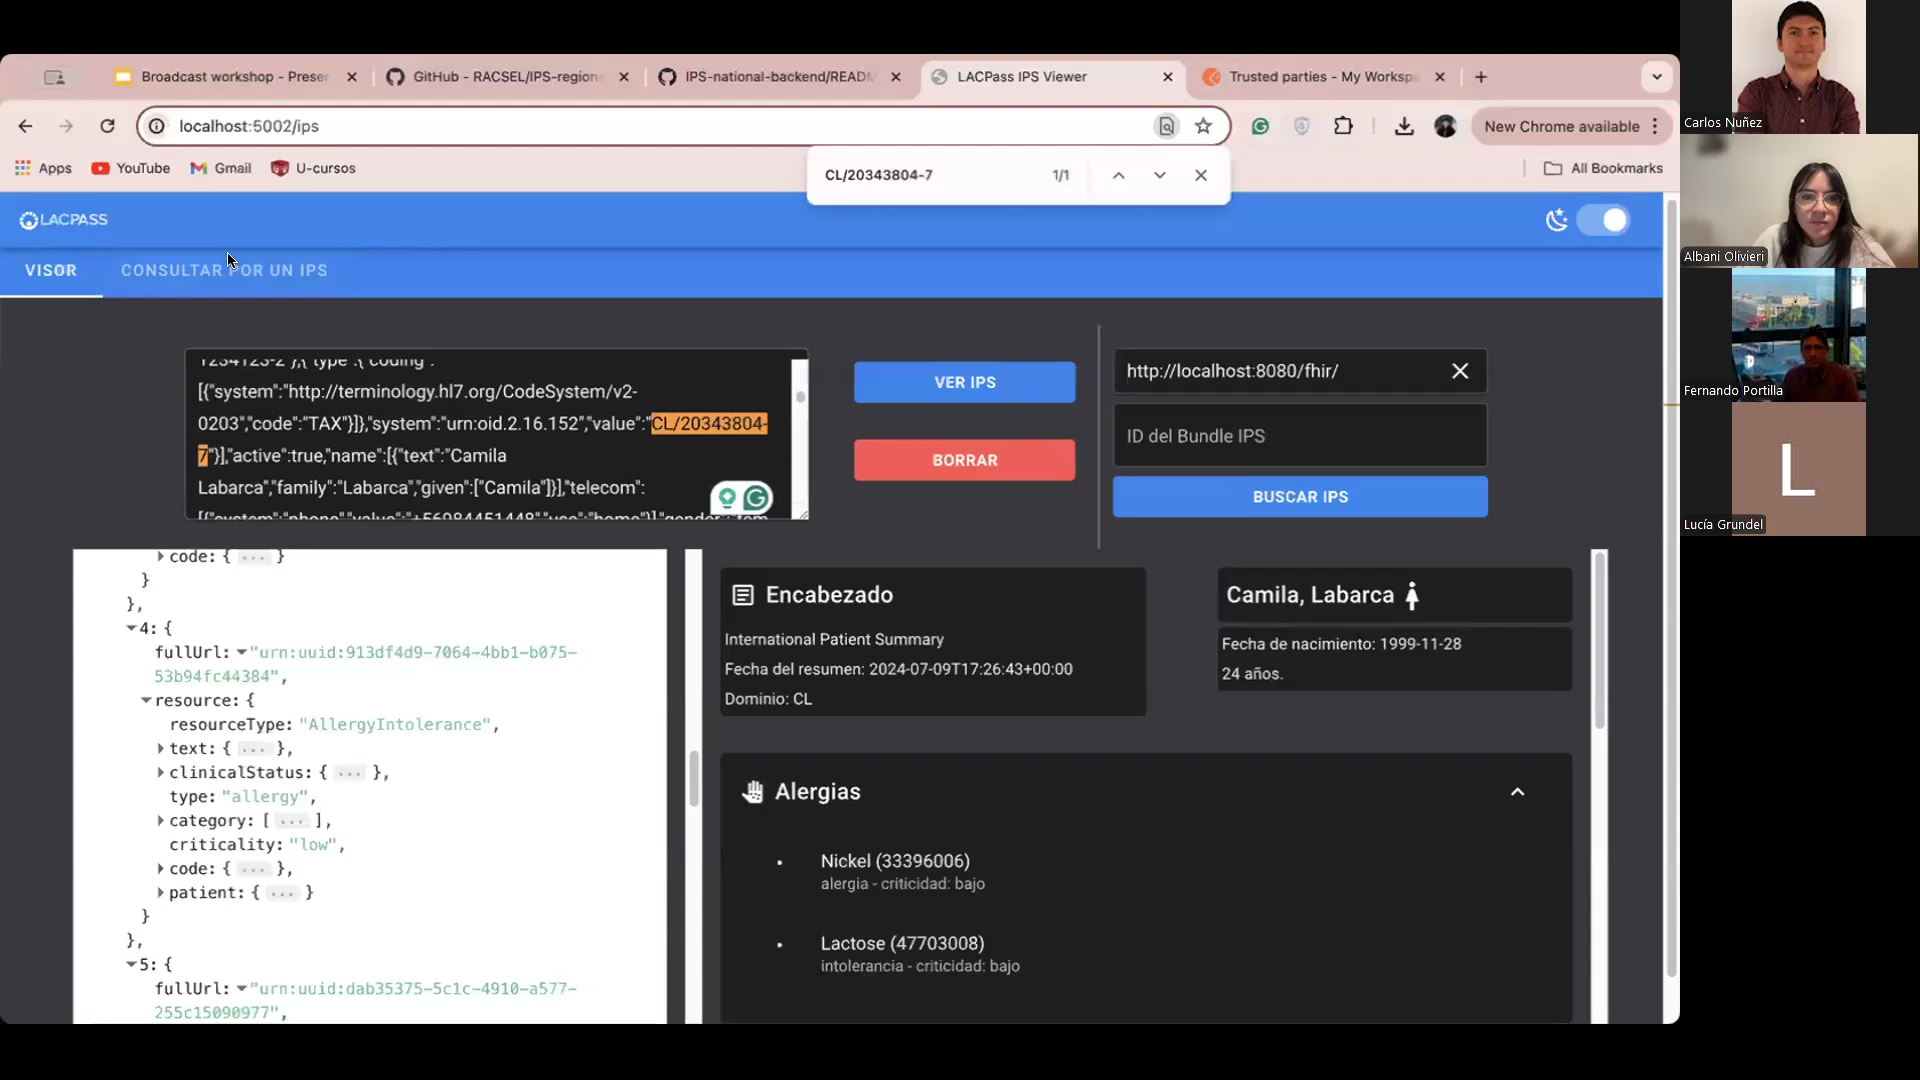 Broadcast workshop - Preser
GitHub - RACSEL/IPS-region
IPS-national-backend/READM
LACPass IPS Viewer
Trusted parties - My Workspa
localhost:5002/ips
New Chrome available
Apps
YouTube
Gmail
U-cursos
All Bookmarks
CL/20343804-7
1/1
LACPASS
VISOR
CONSULTAR POR UN IPS
[{"system":"http://terminology.hl7.org/CodeSystem/v2-
0203","code":"TAX"}]},"system":"urn:oid.2.16.152","value":"CL/20343804-
7"}],"active":true,"name":[{"text":"Camila
Labarca","family":"Labarca","given":["Camila"]}],"telecom":
VER IPS
BORRAR
http://localhost:8080/fhir/
ID del Bundle IPS
BUSCAR IPS
code: { ... }
}
},
4: {
fullUrl: "urn:uuid:913df4d9-7064-4bb1-b075-
53b94fc44384",
resource: {
resourceType: "AllergyIntolerance",
text: { ... },
clinicalStatus: { ... },
type: "allergy",
category: [ ... ],
criticality: "low",
code: { ... },
patient: { ... }
}
},
5: {
fullUrl: "urn:uuid:dab35375-5c1c-4910-a577-
255c15090977",
Encabezado
International Patient Summary
Fecha del resumen: 2024-07-09T17:26:43+00:00
Dominio: CL
Camila, Labarca
Fecha de nacimiento: 1999-11-28
24 años.
Alergias
Nickel (33396006)
alergia - criticidad: bajo
Lactose (47703008)
intolerancia - criticidad: bajo
Carlos Nuñez
Albani Olivieri
Fernando Portilla
L
Lucía Grundel